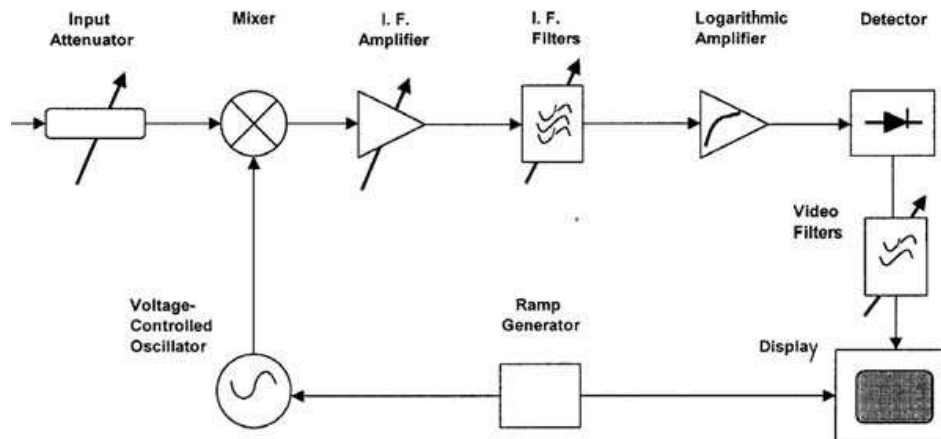 Input
Attenuator
Mixer
I. F.
Amplifier
I. F.
Filters
Logarithmic
Amplifier
Detector
Video
Filters
Voltage-
Controlled
Oscillator
Ramp
Generator
Display